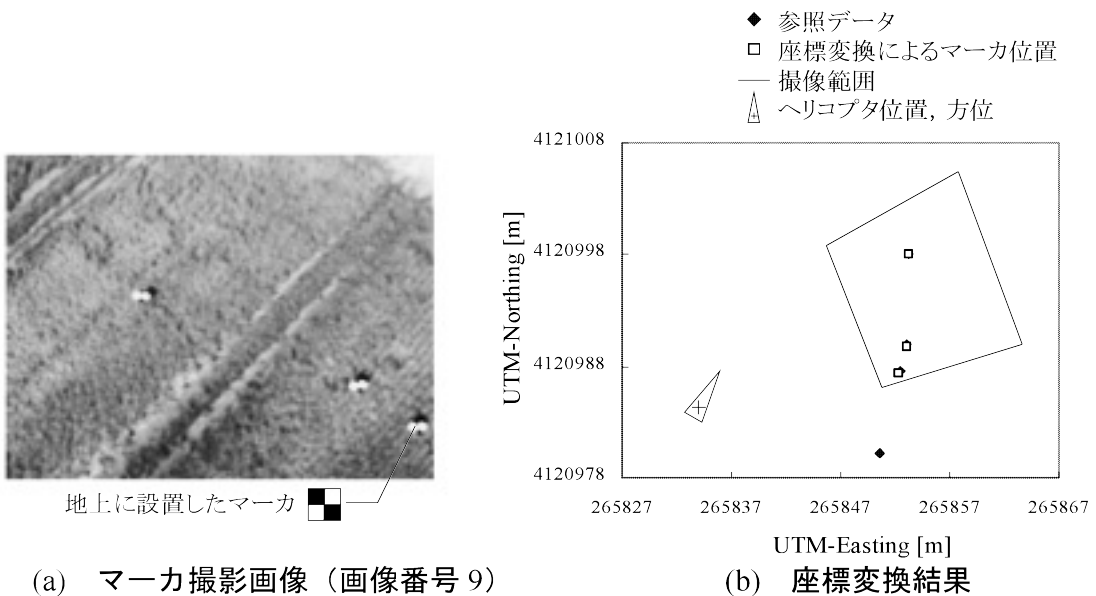 参照データ
座標変換によるマーカ位置
撮像範囲
ヘリコプタ位置, 方位
地上に設置したマーカ
(a) マーカ撮影画像（画像番号 9）
UTM-Northing [m]
4121008
4120998
4120988
4120978
265827 265837 265847 265857 265867
UTM-Easting [m]
(b) 座標変換結果